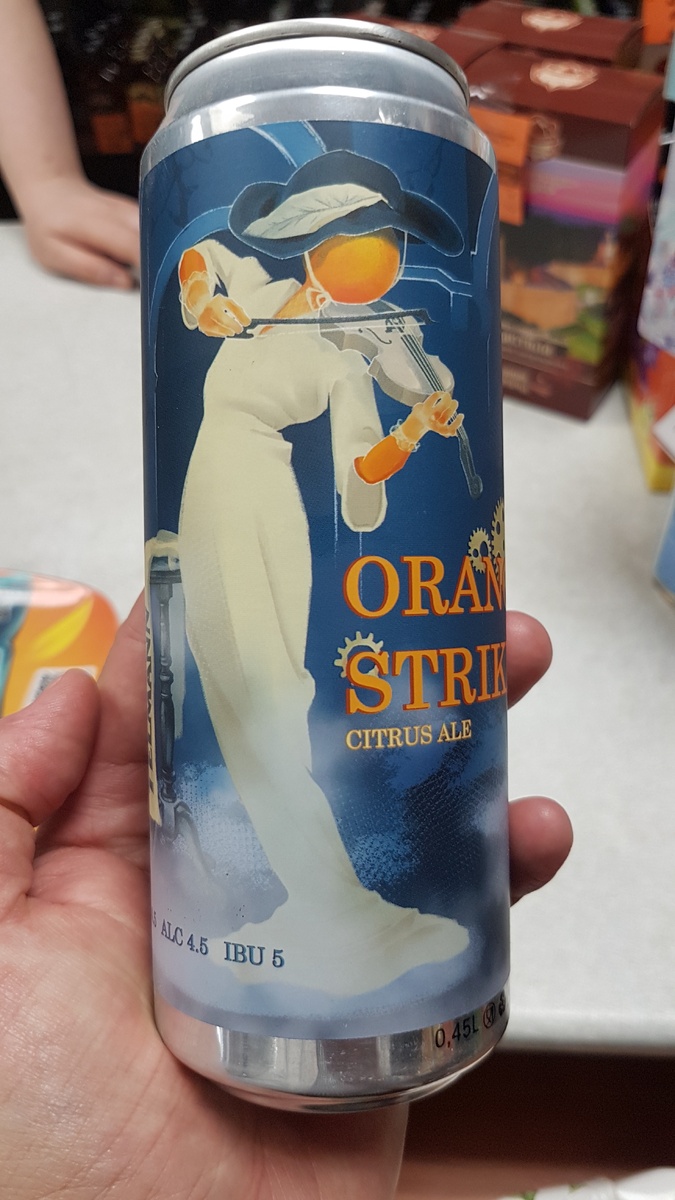 ORAN
STRIK
CITRUS ALE
ALC 4.5 IBU 5
0,45L